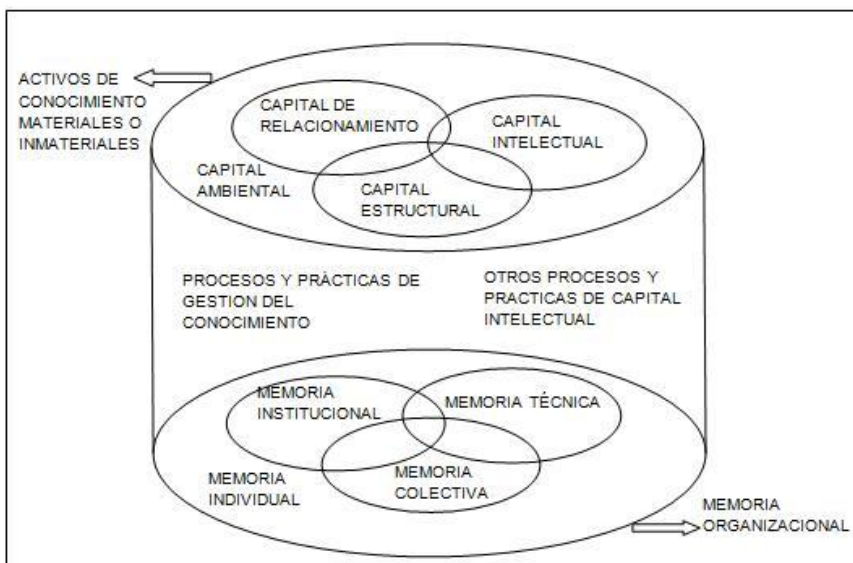 ACTIVOS DE
CONOCIMIENTO
MATERIALES O
INMATERIALES
CAPITAL DE
RELACIONAMIENTO
CAPITAL
INTELECTUAL
CAPITAL
AMBIENTAL
CAPITAL
ESTRUCTURAL
PROCESOS Y PRÀCTICAS DE
GESTION DEL
CONOCIMIENTO
OTROS PROCESOS Y
PRACTICAS DE CAPITAL
INTELECTUAL
MEMORIA
INSTITUCIONAL
MEMORIA TÉCNICA
MEMORIA
INDIVIDUAL
MEMORIA
COLECTIVA
MEMORIA
ORGANIZACIONAL